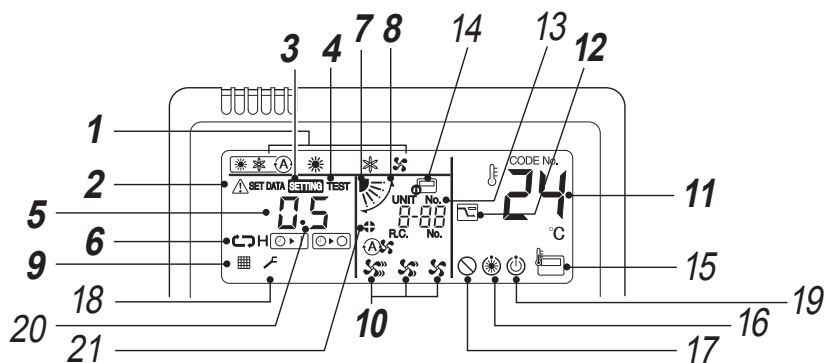 3 4 7 8 14 13 12
1
CODE No.
2 SET DATA SETTING TEST
UNIT No.
24 11
5 0.5
8-88
R.C. No.
°C
6 H
A
A
9
15
18
20
21
10
17
16
19